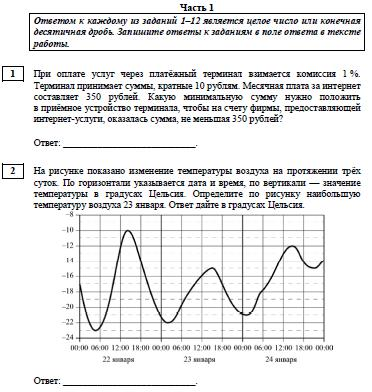 Часть 1
Ответом к каждому из заданий 1–12 является целое число или конечная
десятичная дробь. Запишите ответы к заданиям в поле ответа в тексте
работы.
1
При оплате услуг через платёжный терминал взимается комиссия 1 %.
Терминал принимает суммы, кратные 10 рублей. Месячная плата за интернет
составляет 350 рублей. Какую минимальную сумму нужно положить
в приёмное устройство терминала, чтобы на счету фирмы, предоставляющей
интернет-услуги, оказалась сумма, не меньшая 350 рублей?
Ответ: ___________________________.
2
На рисунке показано изменение температуры воздуха на протяжении трёх
суток. По горизонтали указывается дата и время, по вертикали — значение
температуры в градусах Цельсия. Определите по рисунку наибольшую
температуру воздуха 23 января. Ответ дайте в градусах Цельсия.
−8
−10
−12
−14
−16
−18
−20
−22
−24
00:00 06:00 12:00 18:00 00:00 06:00 12:00 18:00 00:00 06:00 12:00 18:00 00:00
22 января 23 января 24 января
Ответ: ___________________________.